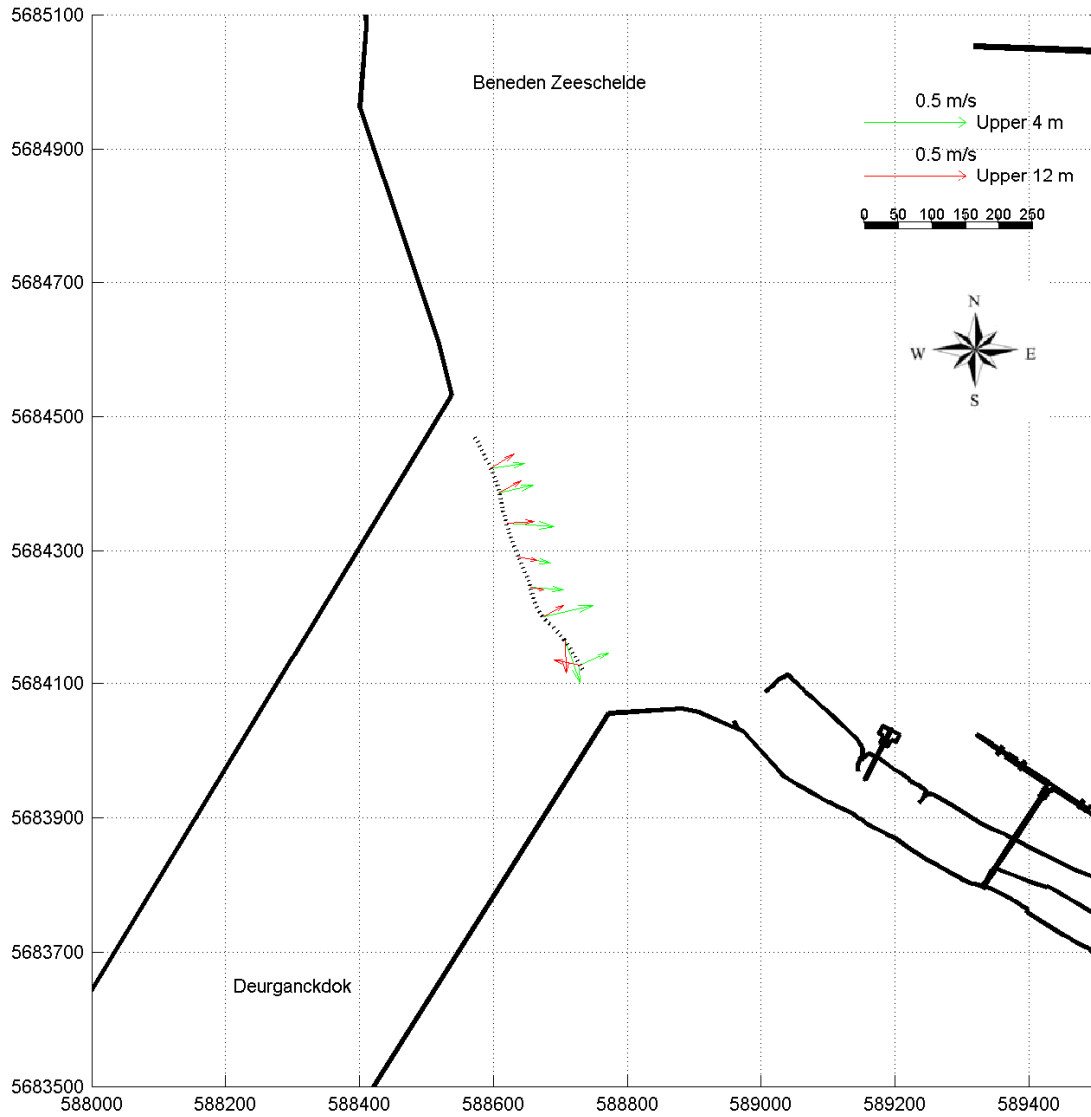 5685100
Beneden Zeeschelde
0.5 m/s
Upper 4 m
5684900
0.5 m/s
Upper 12 m
0 50 100 150 200 250
5684700
N
W E
S
5684500
5684300
5684100
5683900
5683700
Deurganckdok
5683500
588000 588200 588400 588600 588800 589000 589200 589400